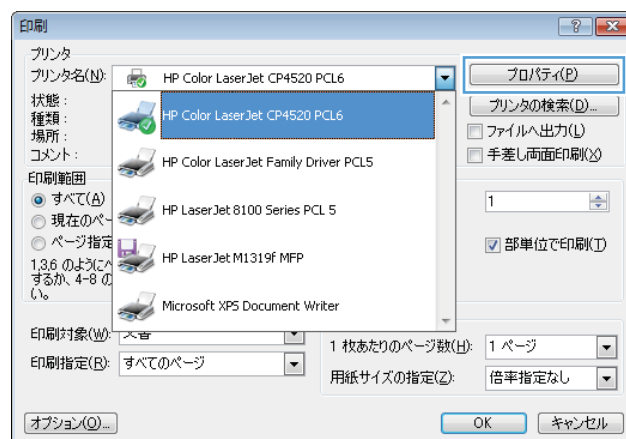 印刷
プリンタ
プリンタ名(N):
HP Color LaserJet CP4520 PCL6
プロパティ(P)
状態:
種類:
場所:
コメント:
HP Color LaserJet CP4520 PCL6
HP Color LaserJet Family Driver PCL5
HP LaserJet 8100 Series PCL 5
HP LaserJet M1319f MFP
Microsoft XPS Document Writer
プリンタの検索(D)...
ファイルへ出力(L)
手差し両面印刷(X)
印刷範囲
すべて(A)
現在のペー
ページ指定
1,3,6 のように
するか、4-8 の
い。
1
部単位で印刷(T)
印刷対象(W):
印刷指定(R):
すべてのページ
1 枚あたりのページ数(H):
1 ページ
用紙サイズの指定(Z):
倍率指定なし
オプション(O)...
OK
キャンセル